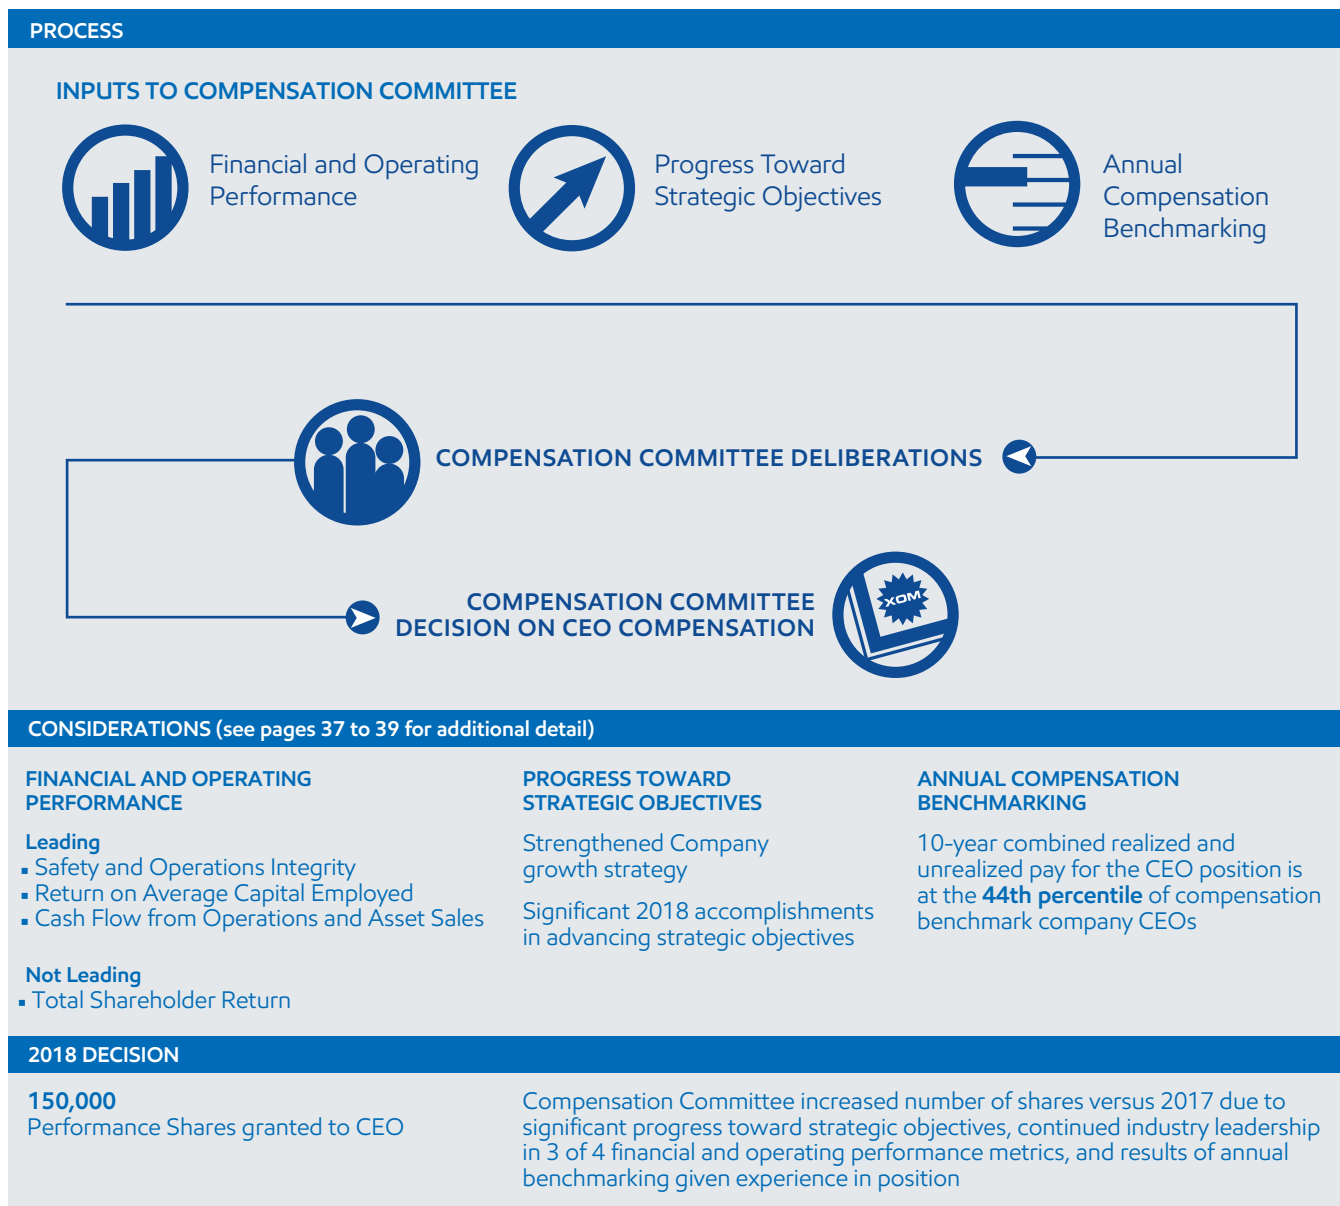 PROCESS
INPUTS TO COMPENSATION COMMITTEE
Financial and Operating
Performance
Progress Toward
Strategic Objectives
Annual
Compensation
Benchmarking
COMPENSATION COMMITTEE DELIBERATIONS
COMPENSATION COMMITTEE
DECISION ON CEO COMPENSATION
XOM
CONSIDERATIONS (see pages 37 to 39 for additional detail)
FINANCIAL AND OPERATING
PERFORMANCE
Leading
▪ Safety and Operations Integrity
▪ Return on Average Capital Employed
▪ Cash Flow from Operations and Asset Sales
Not Leading
▪ Total Shareholder Return
PROGRESS TOWARD
STRATEGIC OBJECTIVES
Strengthened Company
growth strategy
Significant 2018 accomplishments
in advancing strategic objectives
ANNUAL COMPENSATION
BENCHMARKING
10-year combined realized and
unrealized pay for the CEO position is
at the 44th percentile of compensation
benchmark company CEOs
2018 DECISION
150,000
Performance Shares granted to CEO
Compensation Committee increased number of shares versus 2017 due to
significant progress toward strategic objectives, continued industry leadership
in 3 of 4 financial and operating performance metrics, and results of annual
benchmarking given experience in position